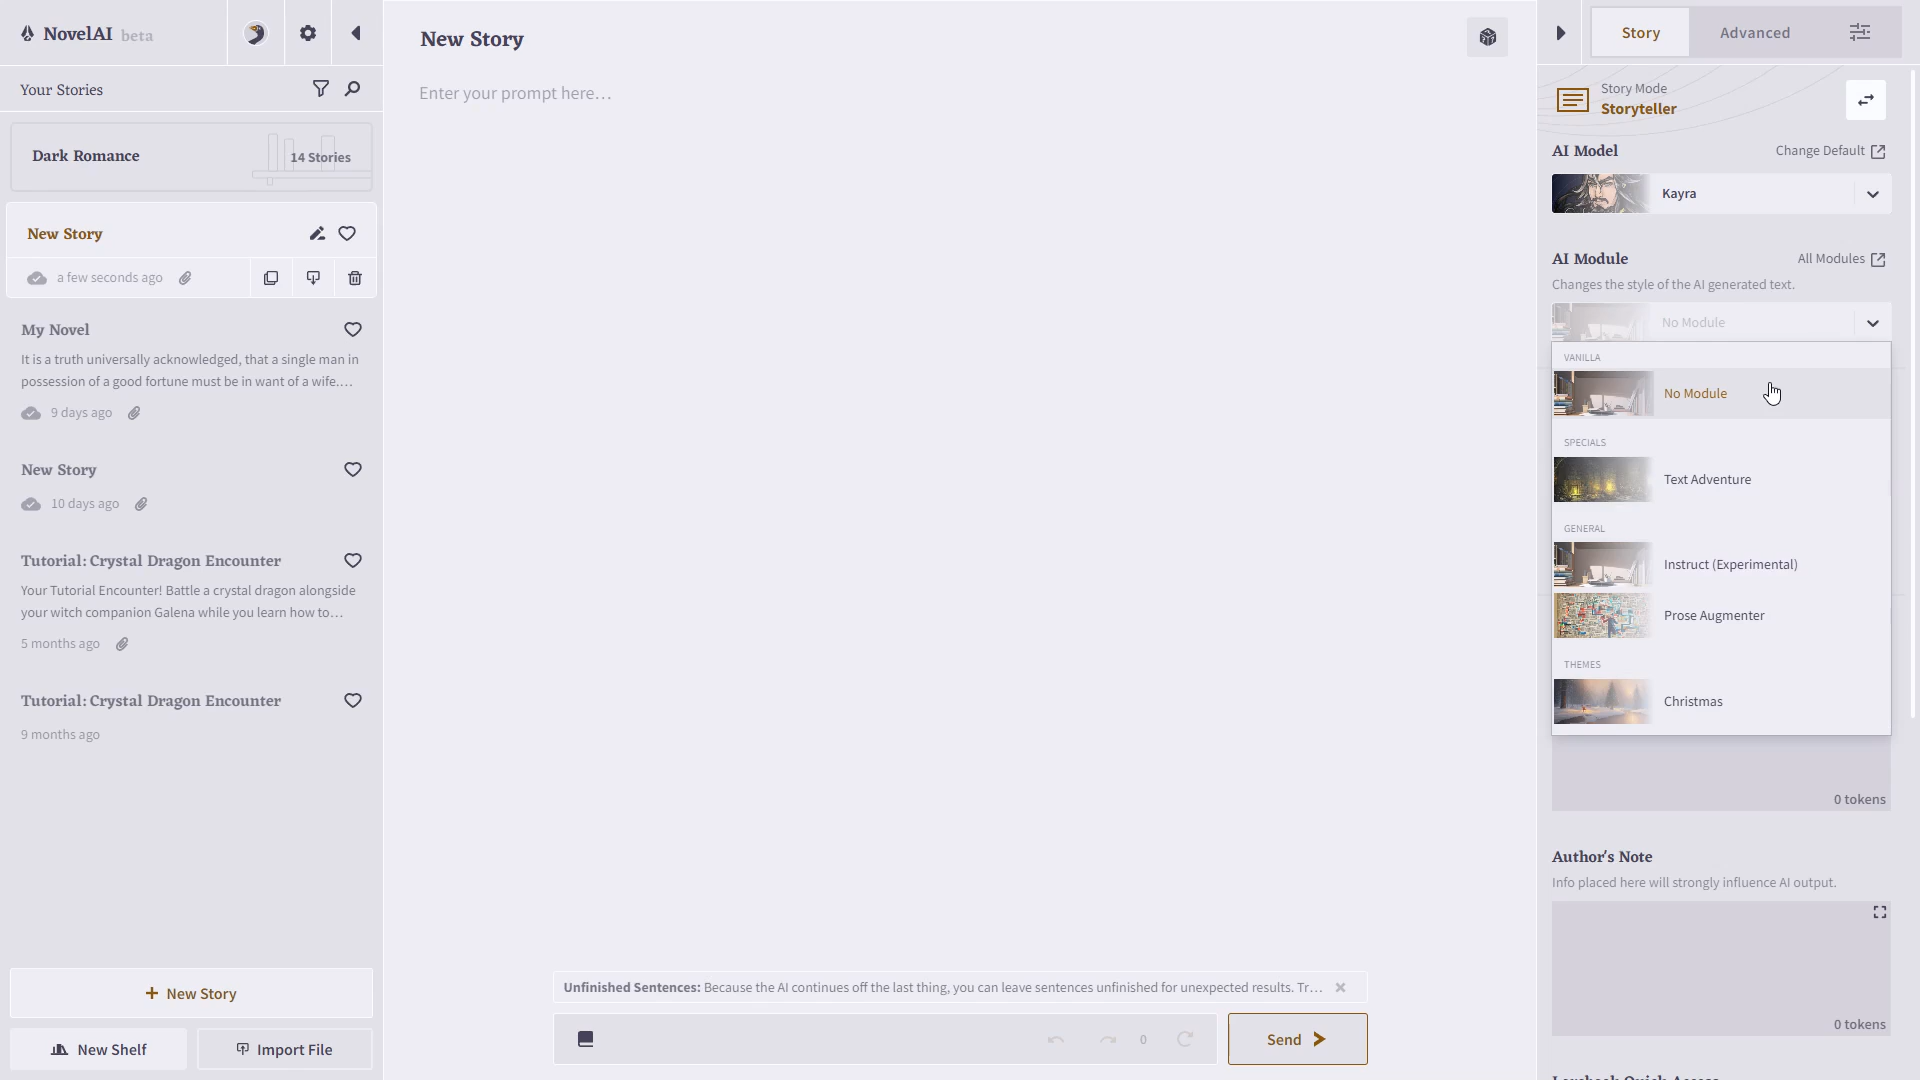 NovelAI beta
Your Stories
Dark Romance
14 Stories
New Story
a few seconds ago
My Novel
It is a truth universally acknowledged, that a single man in
possession of a good fortune must be in want of a wife.…
9 days ago
New Story
10 days ago
Tutorial: Crystal Dragon Encounter
Your Tutorial Encounter! Battle a crystal dragon alongside
your witch companion Galena while you learn how to…
5 months ago
Tutorial: Crystal Dragon Encounter
9 months ago
New Story
New Shelf
Import File
New Story
Enter your prompt here…
Unfinished Sentences: Because the AI continues off the last thing, you can leave sentences unfinished for unexpected results. Tr…
0
Send
Story
Advanced
Story Mode
Storyteller
AI Model
Change Default
Kayra
AI Module
All Modules
Changes the style of the AI generated text.
No Module
VANILLA
No Module
SPECIALS
Text Adventure
GENERAL
Instruct (Experimental)
Prose Augmenter
THEMES
Christmas
0 tokens
Author's Note
Info placed here will strongly influence AI output.
0 tokens
Lorebook Quick Access